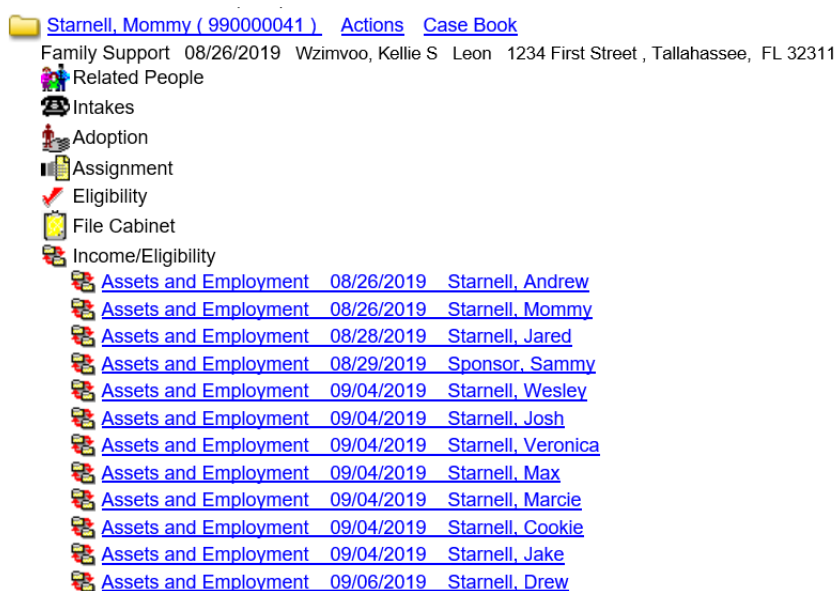 Starnell, Mommy ( 990000041 ) Actions Case Book
Family Support 08/26/2019 Wzimvoo, Kellie S Leon 1234 First Street , Tallahassee, FL 32311
Related People
Intakes
Adoption
Assignment
Eligibility
File Cabinet
Income/Eligibility
Assets and Employment 08/26/2019 Starnell, Andrew
Assets and Employment 08/26/2019 Starnell, Mommy
Assets and Employment 08/28/2019 Starnell, Jared
Assets and Employment 08/29/2019 Sponsor, Sammy
Assets and Employment 09/04/2019 Starnell, Wesley
Assets and Employment 09/04/2019 Starnell, Josh
Assets and Employment 09/04/2019 Starnell, Veronica
Assets and Employment 09/04/2019 Starnell, Max
Assets and Employment 09/04/2019 Starnell, Marcie
Assets and Employment 09/04/2019 Starnell, Cookie
Assets and Employment 09/04/2019 Starnell, Jake
Assets and Employment 09/06/2019 Starnell, Drew